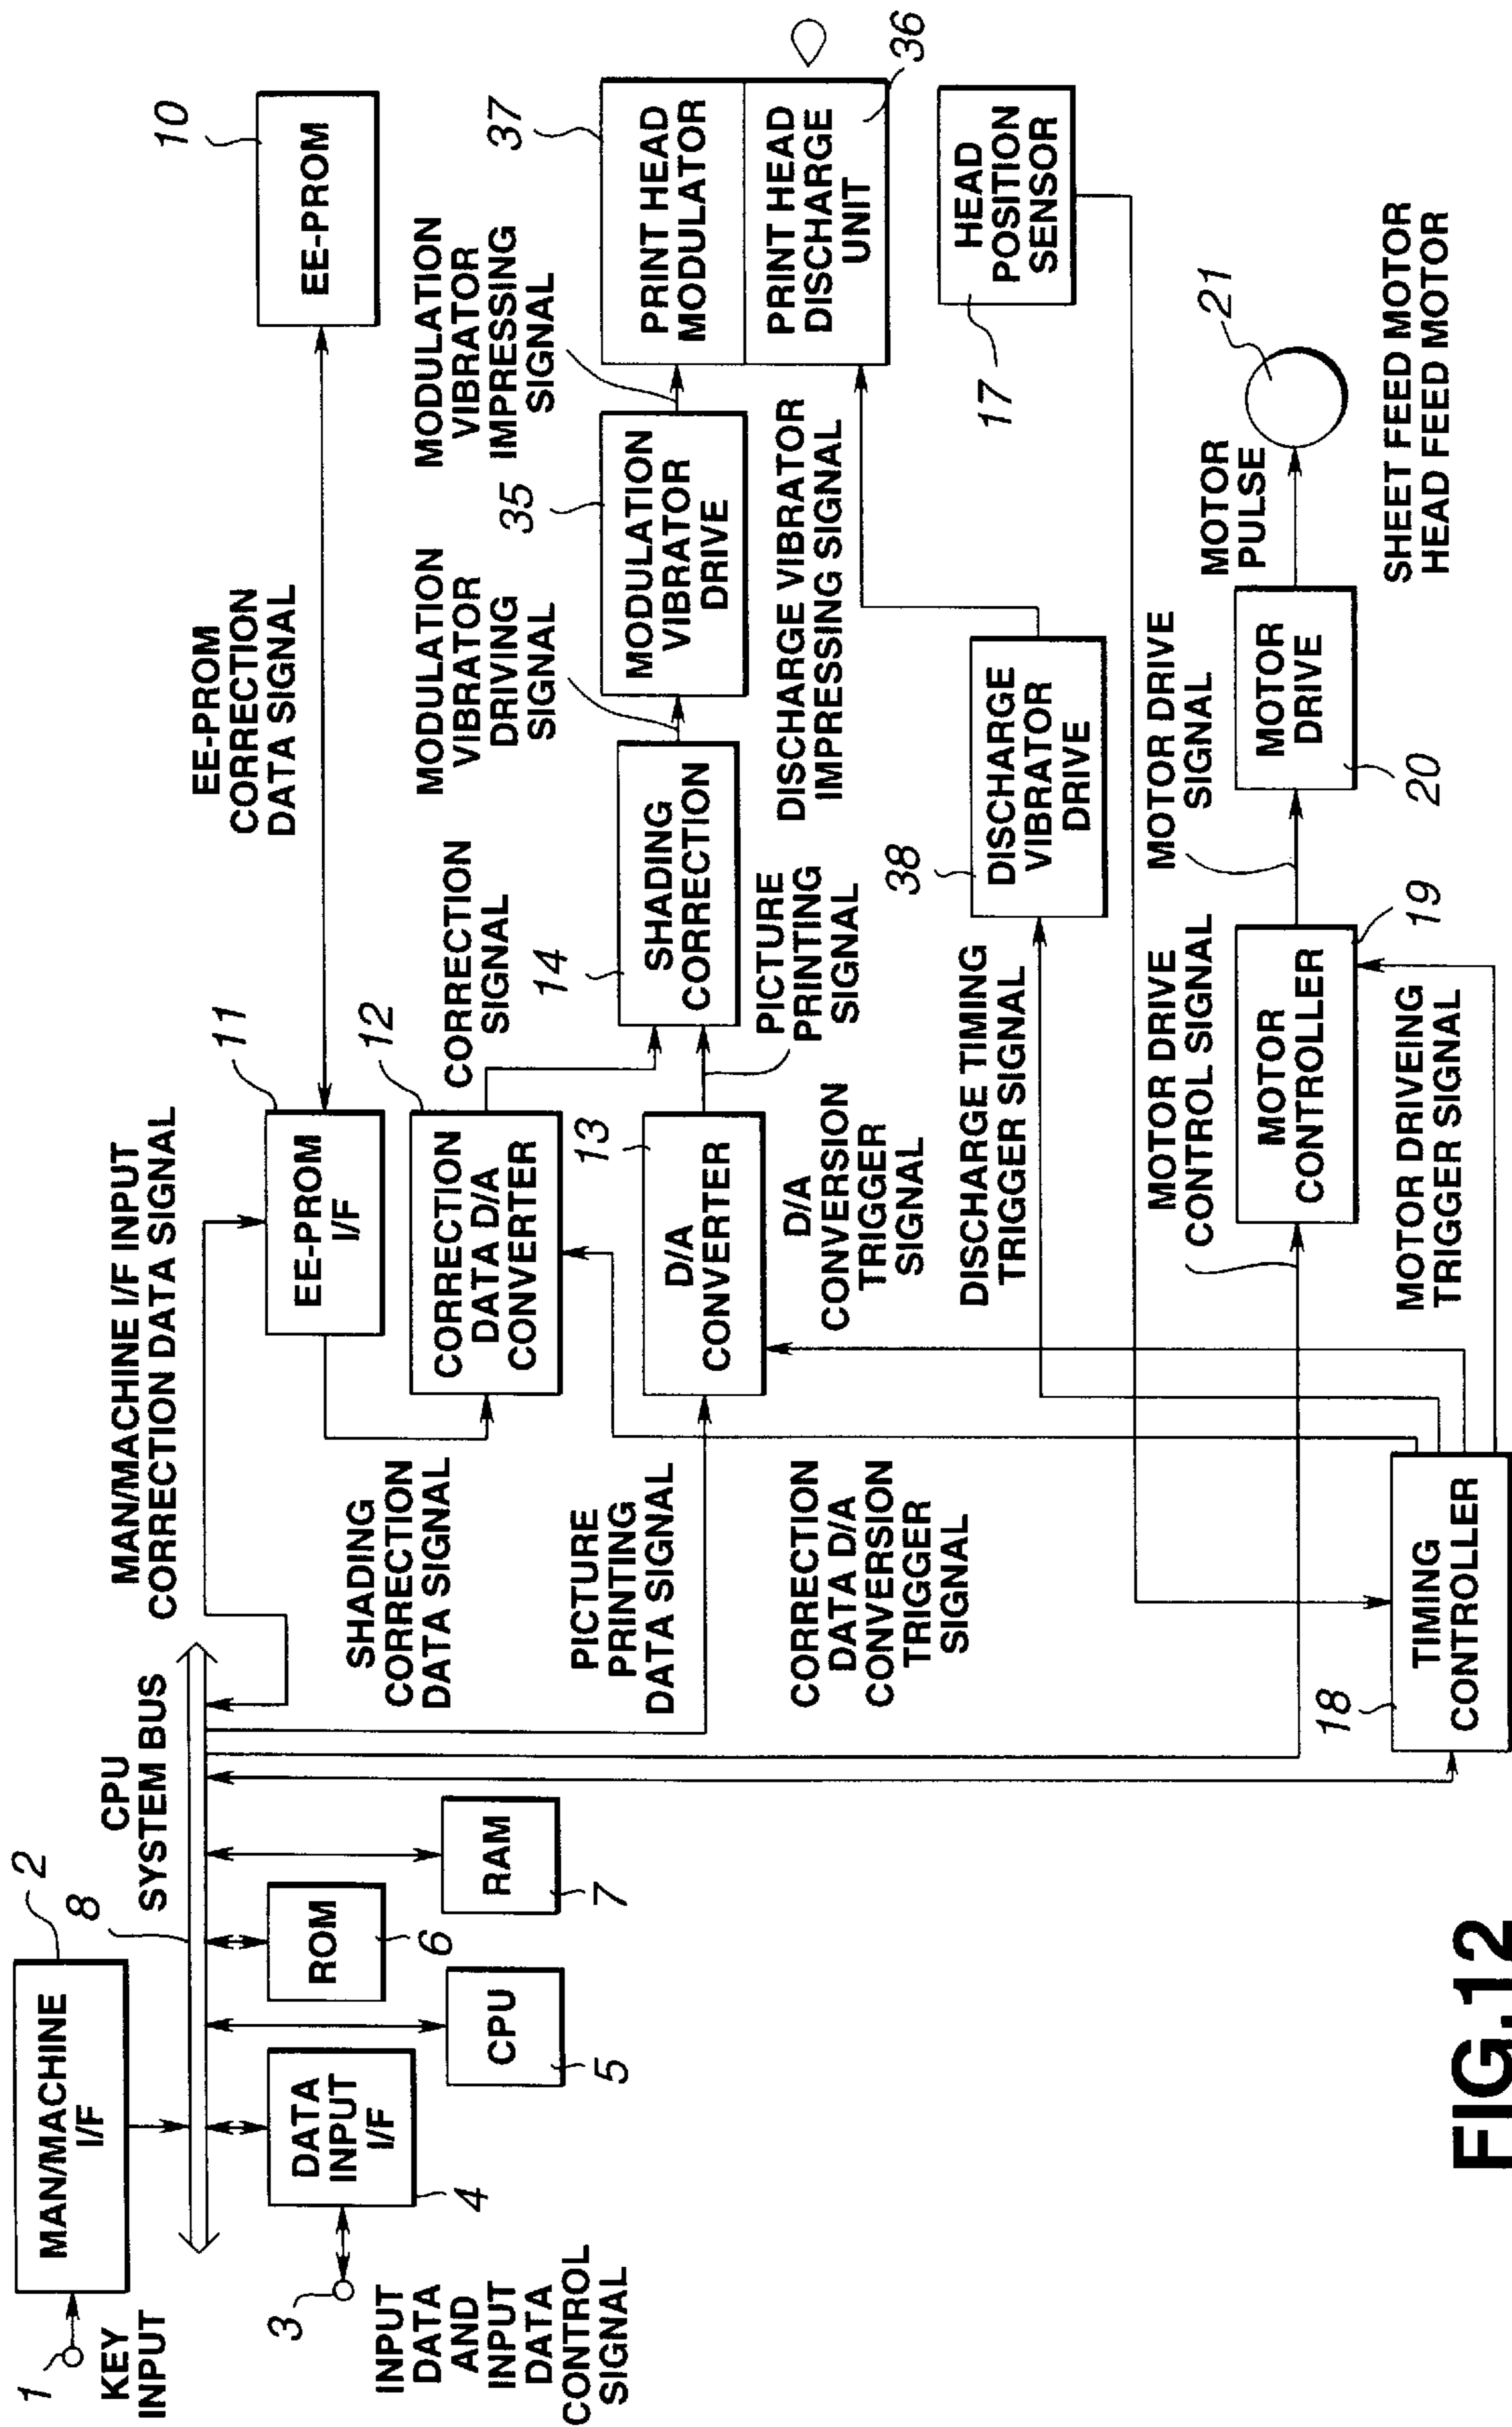 1
KEY
INPUT
MAN/MACHINE
I/F
2
8
CPU
SYSTEM BUS
3
INPUT
DATA
AND
INPUT
DATA
CONTROL
SIGNAL
DATA
INPUT
I/F
4
CPU
5
ROM
6
RAM
7
MAN/MACHINE I/F INPUT
CORRECTION DATA SIGNAL
11
EE-PROM
I/F
EE-PROM
CORRECTION
DATA SIGNAL
10
EE-PROM
SHADING
CORRECTION
DATA SIGNAL
12
CORRECTION
DATA D/A
CONVERTER
CORRECTION
SIGNAL
PICTURE
PRINTING
DATA SIGNAL
13
D/A
CONVERTER
PICTURE
PRINTING
SIGNAL
14
SHADING
CORRECTION
MODULATION
VIBRATOR
DRIVING
SIGNAL
35
MODULATION
VIBRATOR
DRIVE
MODULATION
VIBRATOR
IMPRESSING
SIGNAL
37
PRINT HEAD
MODULATOR
PRINT HEAD
DISCHARGE
UNIT
36
CORRECTION
DATA D/A
CONVERSION
TRIGGER
SIGNAL
D/A
CONVERSION
TRIGGER
SIGNAL
DISCHARGE VIBRATOR
IMPRESSING SIGNAL
DISCHARGE TIMING
TRIGGER SIGNAL
38
DISCHARGE
VIBRATOR
DRIVE
HEAD
POSITION
SENSOR
17
18
TIMING
CONTROLLER
MOTOR DRIVE
CONTROL SIGNAL
MOTOR
CONTROLLER
19
MOTOR DRIVEING
TRIGGER SIGNAL
MOTOR DRIVE
SIGNAL
MOTOR
DRIVE
20
MOTOR
PULSE
21
SHEET FEED MOTOR
HEAD FEED MOTOR
FIG.12